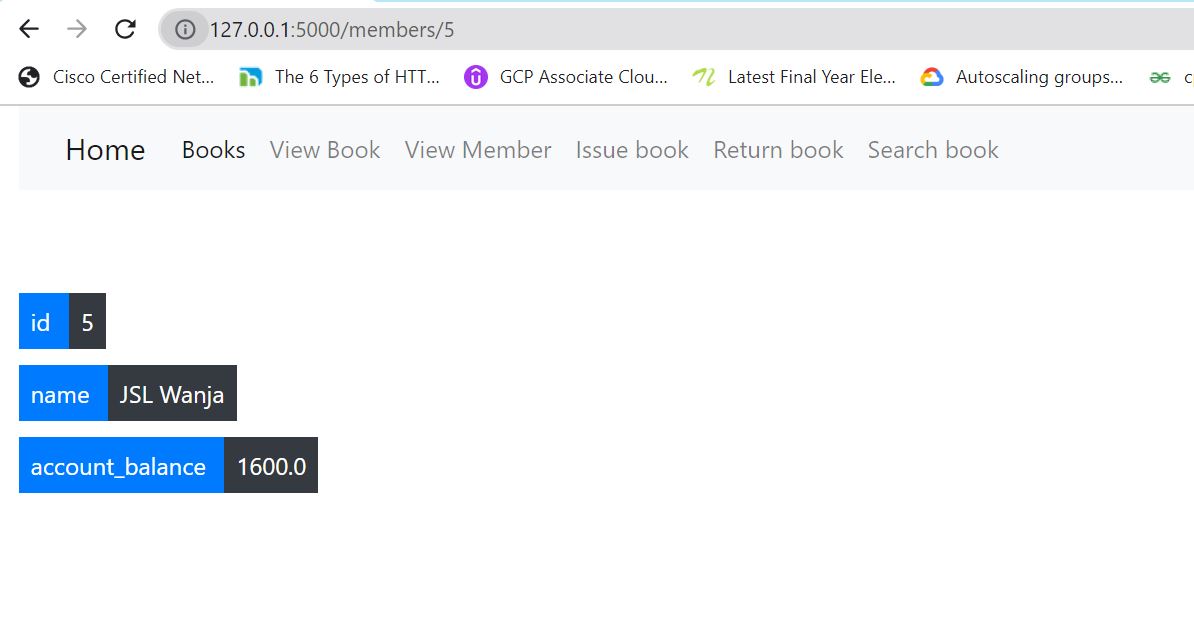 127.0.0.1:5000/members/5
Cisco Certified Net... The 6 Types of HTT... GCP Associate Clou... Latest Final Year Ele... Autoscaling groups...
Home Books View Book View Member Issue book Return book Search book
id 5
name JSL Wanja
account_balance 1600.0